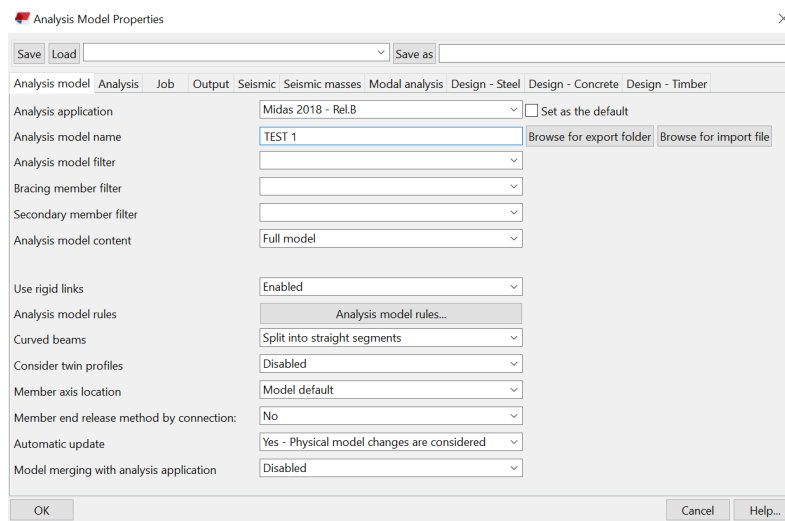 Analysis Model Properties
Save Load Save as
Analysis model Analysis Job Output Seismic Seismic masses Modal analysis Design - Steel Design - Concrete Design - Timber
Analysis application Midas 2018 - Rel.B Set as the default
Analysis model name TEST 1 Browse for export folder Browse for import file
Analysis model filter
Bracing member filter
Secondary member filter
Analysis model content Full model
Use rigid links Enabled
Analysis model rules Analysis model rules...
Curved beams Split into straight segments
Consider twin profiles Disabled
Member axis location Model default
Member end release method by connection: No
Automatic update Yes - Physical model changes are considered
Model merging with analysis application Disabled
OK Cancel Help...